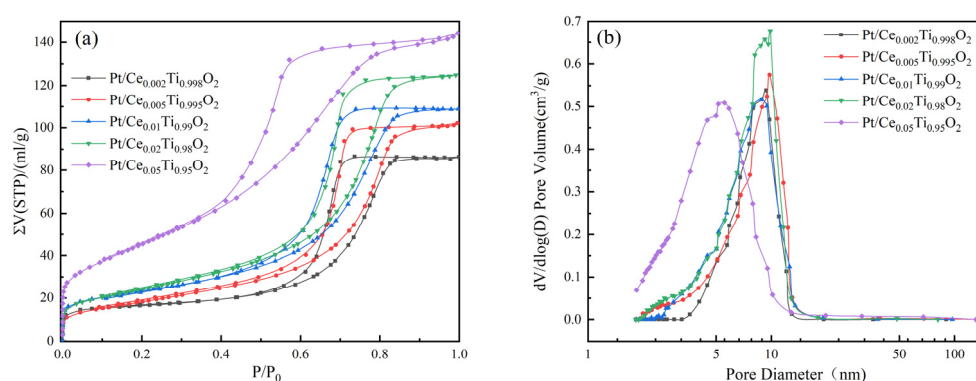 (a)
Pt/Ce0.002Ti0.998O2
Pt/Ce0.005Ti0.995O2
Pt/Ce0.01Ti0.99O2
Pt/Ce0.02Ti0.98O2
Pt/Ce0.05Ti0.95O2
ΣV(STP)/(ml/g)
140
120
100
80
60
40
20
0
0.0 0.2 0.4 0.6 0.8 1.0
P/P0
(b)
Pt/Ce0.002Ti0.998O2
Pt/Ce0.005Ti0.995O2
Pt/Ce0.01Ti0.99O2
Pt/Ce0.02Ti0.98O2
Pt/Ce0.05Ti0.95O2
dV/dlog(D) Pore Volume(cm3/g)
0.7
0.6
0.5
0.4
0.3
0.2
0.1
0.0
1 5 10 50 100
Pore Diameter（nm）